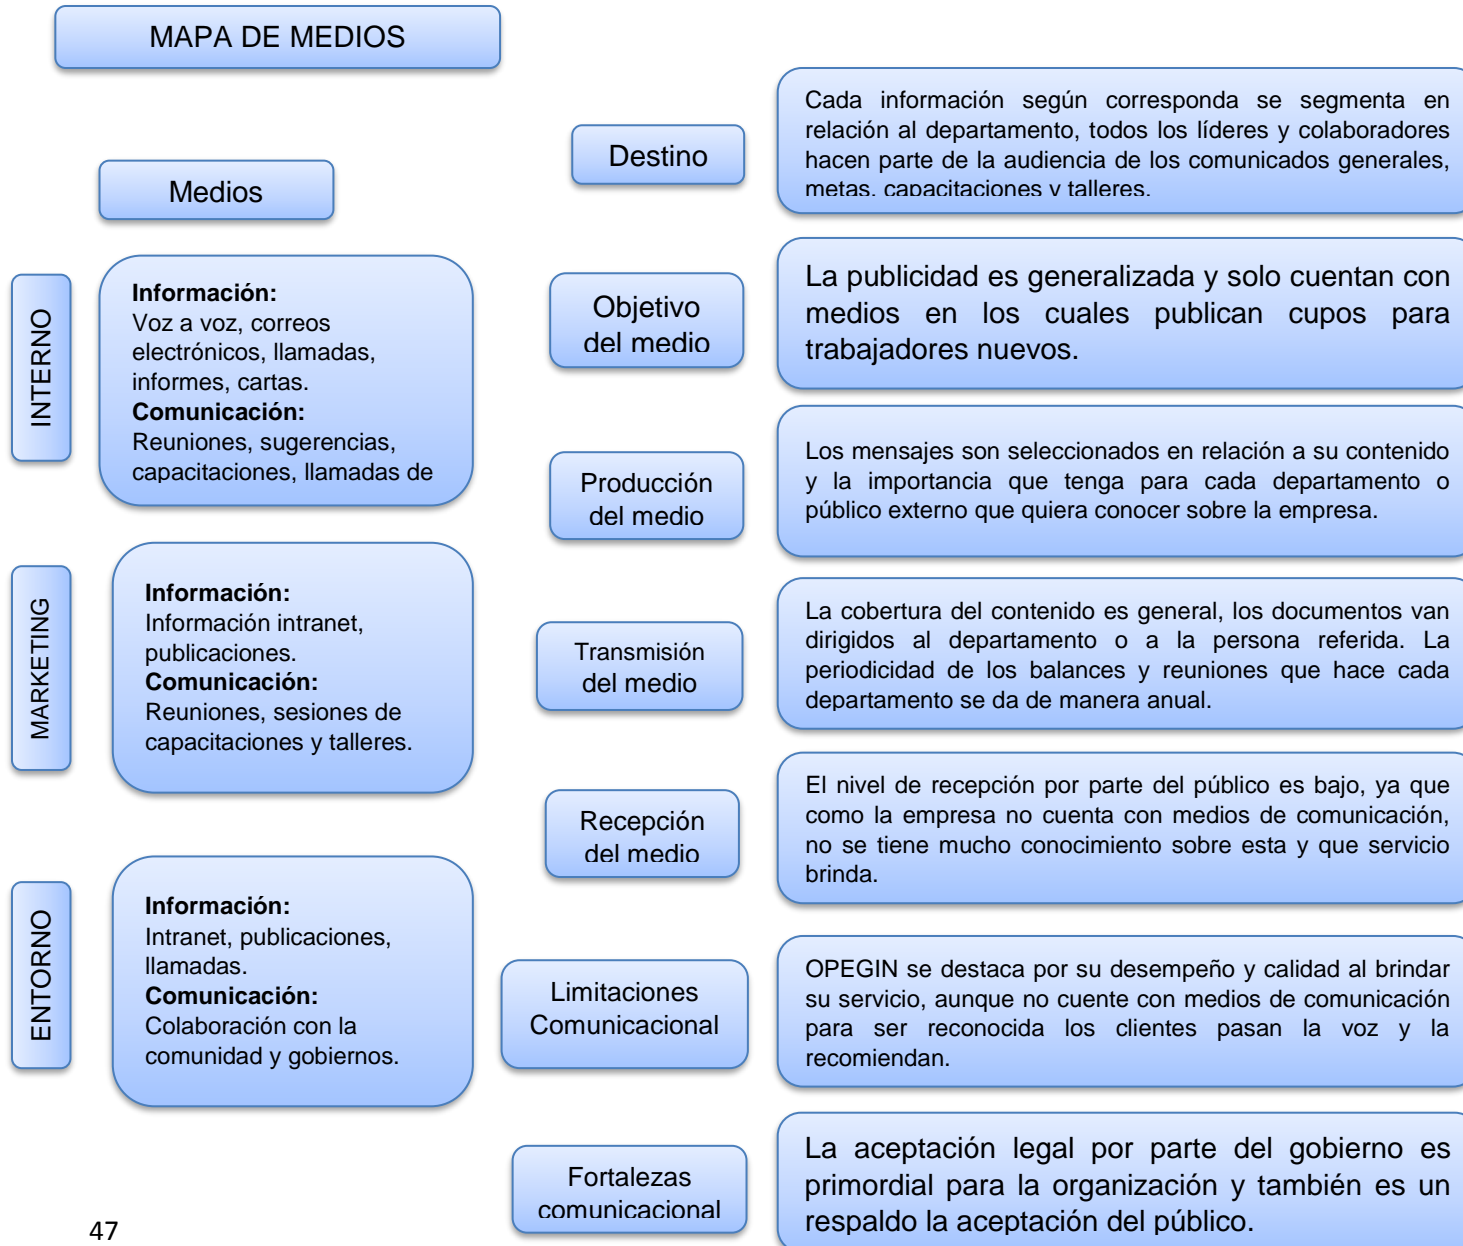 MAPA DE MEDIOS
Medios
INTERNO
Información:
Voz a voz, correos
electrónicos, llamadas,
informes, cartas.
Comunicación:
Reuniones, sugerencias,
capacitaciones, llamadas de
MARKETING
Información:
Información intranet,
publicaciones.
Comunicación:
Reuniones, sesiones de
capacitaciones y talleres.
ENTORNO
Información:
Intranet, publicaciones,
llamadas.
Comunicación:
Colaboración con la
comunidad y gobiernos.
Destino
Cada información según corresponda se segmenta en
relación al departamento, todos los líderes y colaboradores
hacen parte de la audiencia de los comunicados generales,
metas, capacitaciones y talleres.
Objetivo
del medio
La publicidad es generalizada y solo cuentan con
medios en los cuales publican cupos para
trabajadores nuevos.
Producción
del medio
Los mensajes son seleccionados en relación a su contenido
y la importancia que tenga para cada departamento o
público externo que quiera conocer sobre la empresa.
Transmisión
del medio
La cobertura del contenido es general, los documentos van
dirigidos al departamento o a la persona referida. La
periodicidad de los balances y reuniones que hace cada
departamento se da de manera anual.
Recepción
del medio
El nivel de recepción por parte del público es bajo, ya que
como la empresa no cuenta con medios de comunicación,
no se tiene mucho conocimiento sobre esta y que servicio
brinda.
Limitaciones
Comunicacional
OPEGIN se destaca por su desempeño y calidad al brindar
su servicio, aunque no cuente con medios de comunicación
para ser reconocida los clientes pasan la voz y la
recomiendan.
Fortalezas
comunicacional
La aceptación legal por parte del gobierno es
primordial para la organización y también es un
respaldo la aceptación del público.
47